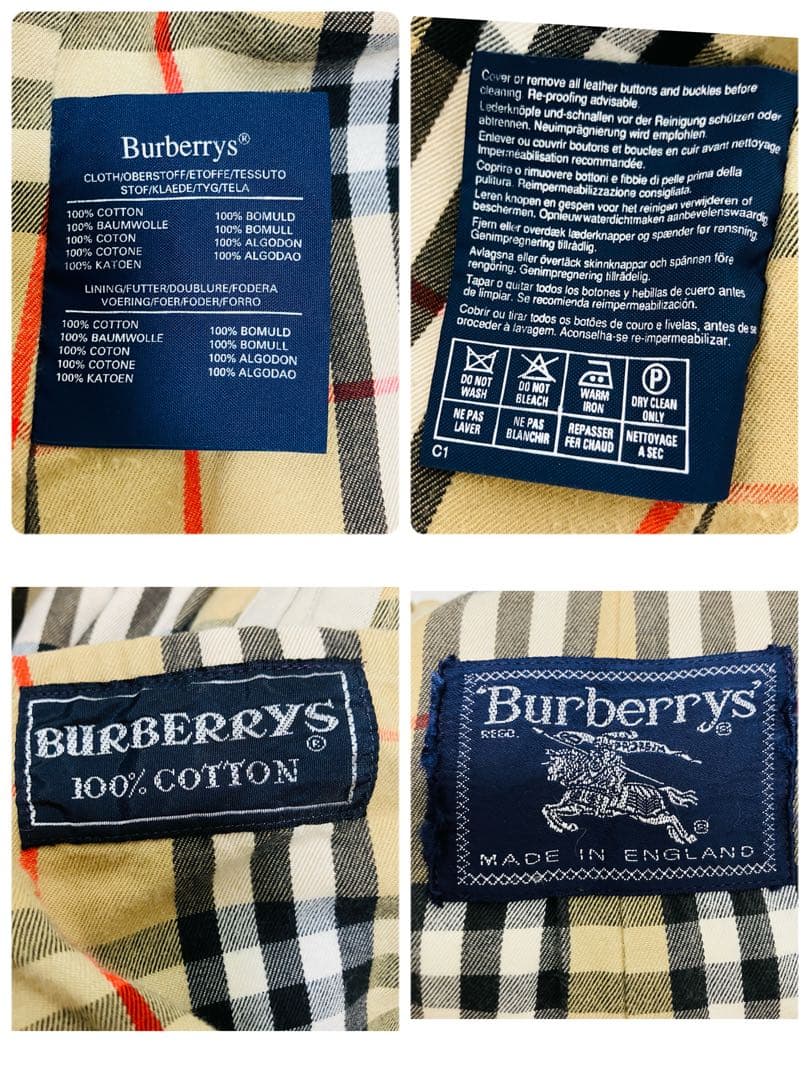 Burberrys®
CLOTH/OBERSTOFF/ETOFFE/TESSUTO
STOF/KLAEDE/TYG/TELA
100% COTTON 100% BOMULD
100% BAUMWOLLE 100% BOMULL
100% COTON 100% ALGODON
100% COTONE 100% ALGODAO
100% KATOEN
LINING/FUTTER/DOUBLURE/FODERA
VOERING/FOER/FODER/FORRO
100% COTTON 100% BOMULD
100% BAUMWOLLE 100% BOMULL
100% COTON 100% ALGODON
100% COTONE 100% ALGODAO
100% KATOEN
Cover or remove all leather buttons and buckles before
cleaning. Re-proofing advisable.
Lederknöpfe und-schnallen vor der Reinigung schützen oder
abtrennen. Neuimprägnierung wird empfohlen.
Enlever ou couvrir boutons et boucles en cuir avant nettoyage.
Imperméabilisation recommandée.
Coprire o rimuovere bottoni e fibbie di pelle prima della
pulitura. Reimpermeabilizzazione consigliata.
Leren knopen en gespen voor het reinigen verwijderen of
beschermen. Opnieuw waterdichtmaken aanbevelenswaardig.
Fjern eller overdæk læderknapper og spænder før rensning.
Genimpregnering tilrådlig.
Avlagsna eller övertäck skinnknappar och spännen före
rengöring. Genimpregnering tillrådelig.
Tapar o quitar todos los botones y hebillas de cuero antes
de limpiar. Se recomienda reimpermeabilización.
Cobrir ou tirar todos os botões de couro e livelas, antes de se
proceder à lavagem. Aconselha-se re-impermeabilizar.
DO NOT WASH
DO NOT BLEACH
WARM IRON
P
DRY CLEAN ONLY
NE PAS LAVER
NE PAS BLANCHIR
REPASSER FER CHAUD
NETTOYAGE A SEC
C1
BURBERRYS®
100% COTTON
"Burberrys"®
REGD.
®
MADE IN ENGLAND